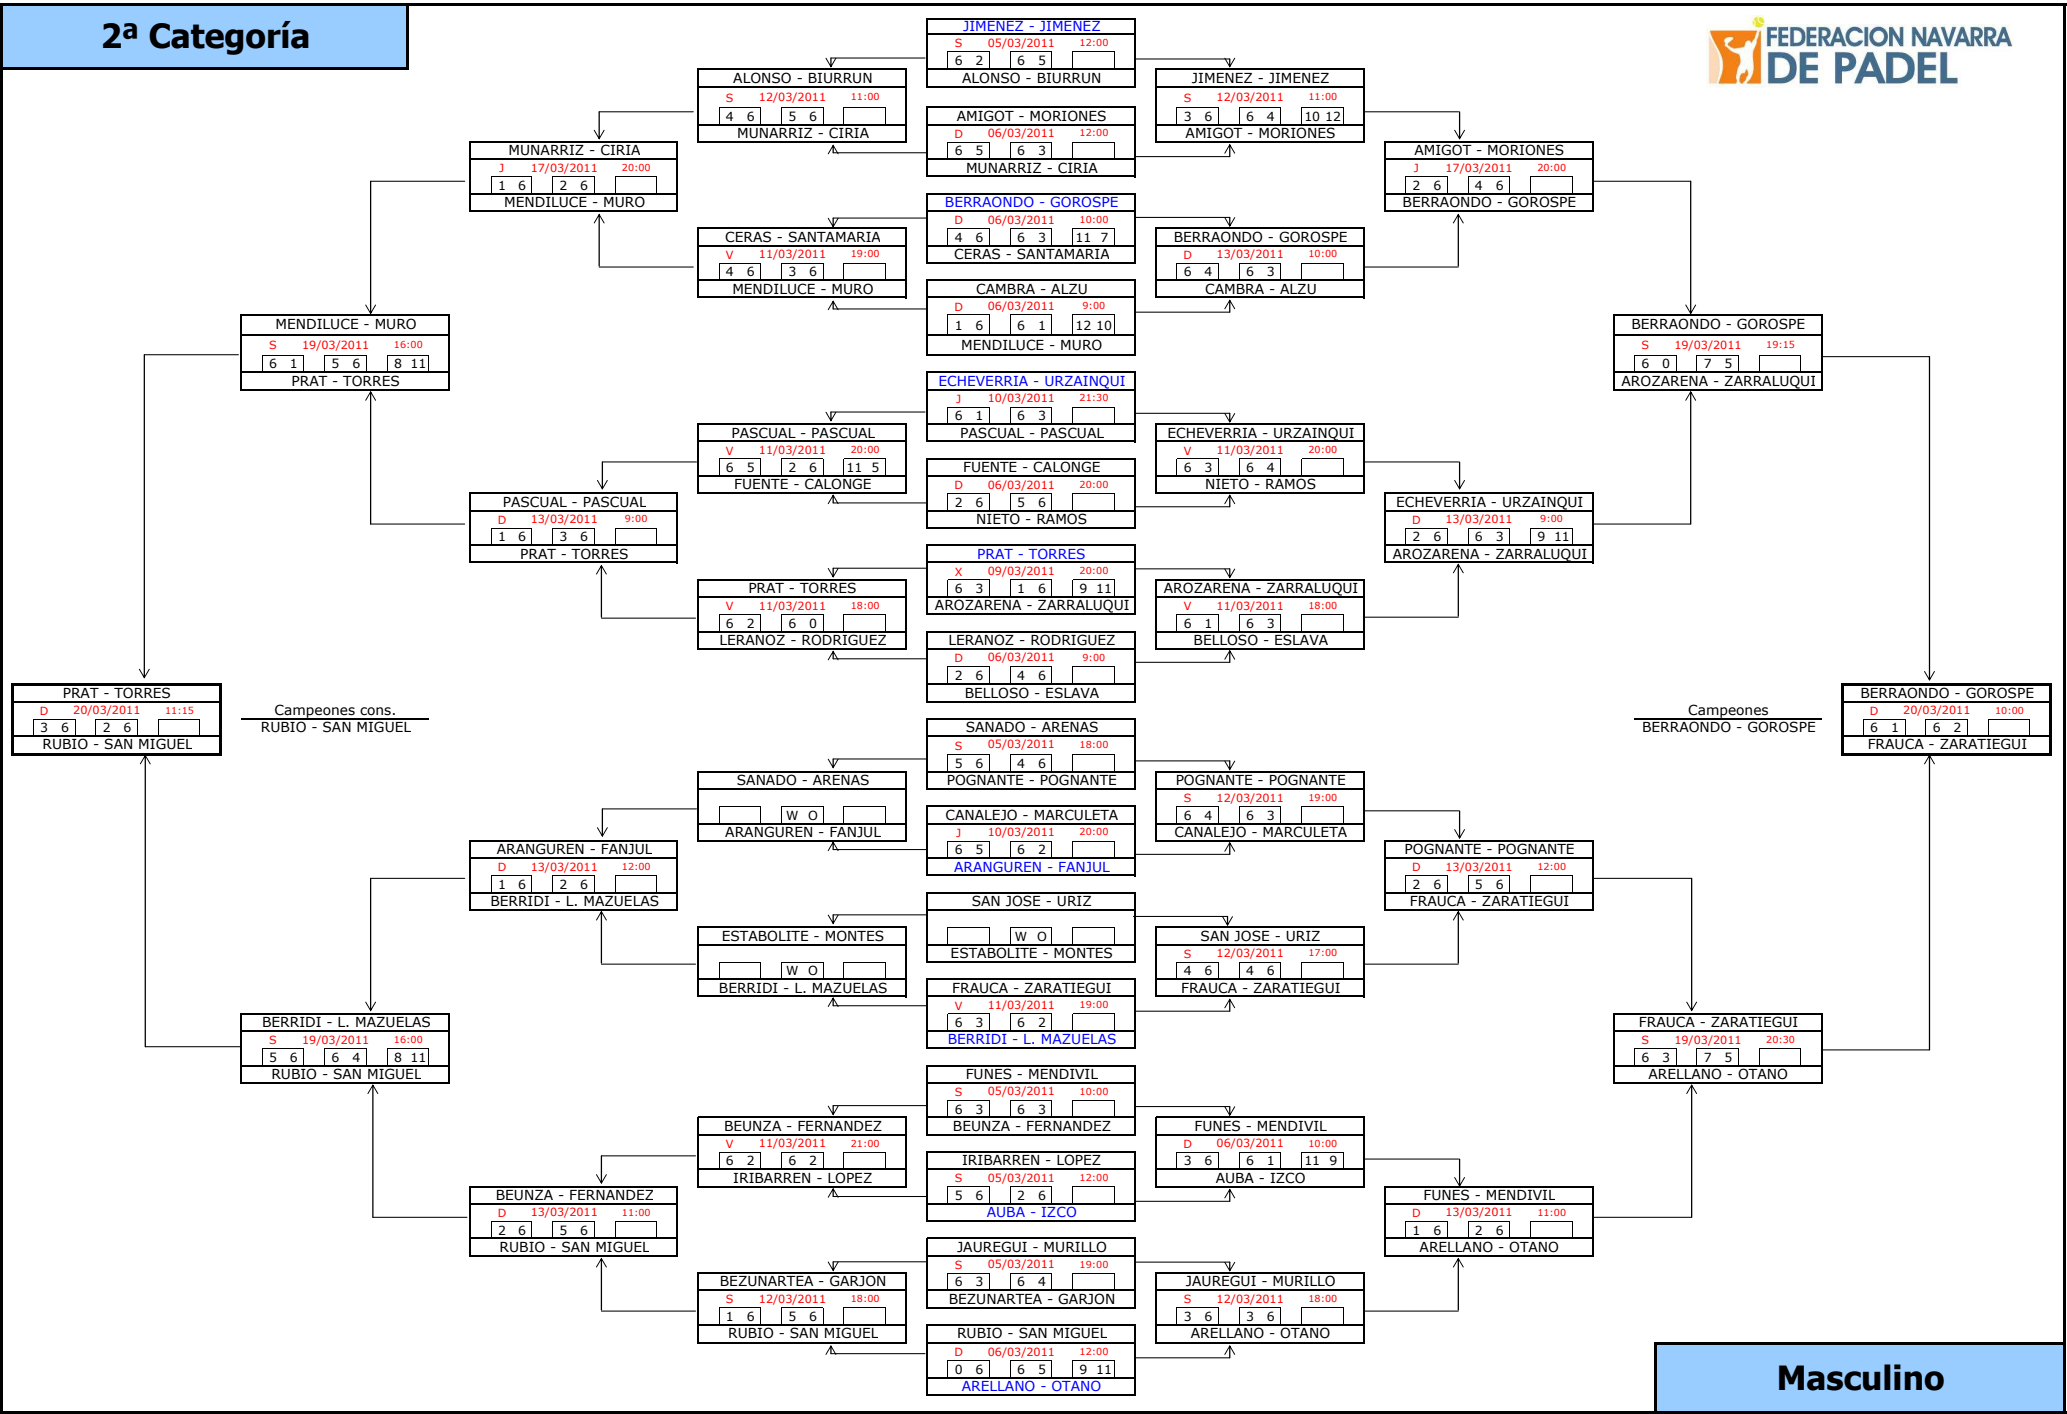 2ª Categoría
FEDERACION NAVARRA
DE PADEL
JIMENEZ - JIMENEZ
S 05/03/2011 12:00
6 2 6 5
ALONSO - BIURRUN
AMIGOT - MORIONES
D 06/03/2011 12:00
6 5 6 3
MUNARRIZ - CIRIA
BERRAONDO - GOROSPE
D 06/03/2011 10:00
4 6 6 3 11 7
CERAS - SANTAMARIA
CAMBRA - ALZU
D 06/03/2011 9:00
1 6 6 1 12 10
MENDILUCE - MURO
ECHEVERRIA - URZAINQUI
J 10/03/2011 21:30
6 1 6 3
PASCUAL - PASCUAL
FUENTE - CALONGE
D 06/03/2011 20:00
2 6 5 6
NIETO - RAMOS
PRAT - TORRES
X 09/03/2011 20:00
6 3 1 6 9 11
AROZARENA - ZARRALUQUI
LERANOZ - RODRIGUEZ
D 06/03/2011 9:00
2 6 4 6
BELLOSO - ESLAVA
SANADO - ARENAS
S 05/03/2011 18:00
5 6 4 6
POGNANTE - POGNANTE
CANALEJO - MARCULETA
J 10/03/2011 20:00
6 5 6 2
ARANGUREN - FANJUL
SAN JOSE - URIZ
W O
ESTABOLITE - MONTES
FRAUCA - ZARATIEGUI
V 11/03/2011 19:00
6 3 6 2
BERRIDI - L. MAZUELAS
FUNES - MENDIVIL
S 05/03/2011 10:00
6 3 6 3
BEUNZA - FERNANDEZ
IRIBARREN - LOPEZ
S 05/03/2011 12:00
5 6 2 6
AUBA - IZCO
JAUREGUI - MURILLO
S 05/03/2011 19:00
6 3 6 4
BEZUNARTEA - GARJON
RUBIO - SAN MIGUEL
D 06/03/2011 12:00
0 6 6 5 9 11
ARELLANO - OTANO
ALONSO - BIURRUN
S 12/03/2011 11:00
4 6 5 6
MUNARRIZ - CIRIA
CERAS - SANTAMARIA
V 11/03/2011 19:00
4 6 3 6
MENDILUCE - MURO
PASCUAL - PASCUAL
V 11/03/2011 20:00
6 5 2 6 11 5
FUENTE - CALONGE
PRAT - TORRES
V 11/03/2011 18:00
6 2 6 0
LERANOZ - RODRIGUEZ
SANADO - ARENAS
W O
ARANGUREN - FANJUL
ESTABOLITE - MONTES
W O
BERRIDI - L. MAZUELAS
BEUNZA - FERNANDEZ
V 11/03/2011 21:00
6 2 6 2
IRIBARREN - LOPEZ
BEZUNARTEA - GARJON
S 12/03/2011 18:00
1 6 5 6
RUBIO - SAN MIGUEL
MUNARRIZ - CIRIA
J 17/03/2011 20:00
1 6 2 6
MENDILUCE - MURO
PASCUAL - PASCUAL
D 13/03/2011 9:00
1 6 3 6
PRAT - TORRES
ARANGUREN - FANJUL
D 13/03/2011 12:00
1 6 2 6
BERRIDI - L. MAZUELAS
BEUNZA - FERNANDEZ
D 13/03/2011 11:00
2 6 5 6
RUBIO - SAN MIGUEL
MENDILUCE - MURO
S 19/03/2011 16:00
6 1 5 6 8 11
PRAT - TORRES
BERRIDI - L. MAZUELAS
S 19/03/2011 16:00
5 6 6 4 8 11
RUBIO - SAN MIGUEL
PRAT - TORRES
D 20/03/2011 11:15
3 6 2 6
RUBIO - SAN MIGUEL
Campeones cons.
RUBIO - SAN MIGUEL
JIMENEZ - JIMENEZ
S 12/03/2011 11:00
3 6 6 4 10 12
AMIGOT - MORIONES
BERRAONDO - GOROSPE
D 13/03/2011 10:00
6 4 6 3
CAMBRA - ALZU
ECHEVERRIA - URZAINQUI
V 11/03/2011 20:00
6 3 6 4
NIETO - RAMOS
AROZARENA - ZARRALUQUI
V 11/03/2011 18:00
6 1 6 3
BELLOSO - ESLAVA
POGNANTE - POGNANTE
S 12/03/2011 19:00
6 4 6 3
CANALEJO - MARCULETA
SAN JOSE - URIZ
S 12/03/2011 17:00
4 6 4 6
FRAUCA - ZARATIEGUI
FUNES - MENDIVIL
D 06/03/2011 10:00
3 6 6 1 11 9
AUBA - IZCO
JAUREGUI - MURILLO
S 12/03/2011 18:00
3 6 3 6
ARELLANO - OTANO
AMIGOT - MORIONES
J 17/03/2011 20:00
2 6 4 6
BERRAONDO - GOROSPE
ECHEVERRIA - URZAINQUI
D 13/03/2011 9:00
2 6 6 3 9 11
AROZARENA - ZARRALUQUI
POGNANTE - POGNANTE
D 13/03/2011 12:00
2 6 5 6
FRAUCA - ZARATIEGUI
FUNES - MENDIVIL
D 13/03/2011 11:00
1 6 2 6
ARELLANO - OTANO
BERRAONDO - GOROSPE
S 19/03/2011 19:15
6 0 7 5
AROZARENA - ZARRALUQUI
FRAUCA - ZARATIEGUI
S 19/03/2011 20:30
6 3 7 5
ARELLANO - OTANO
Campeones
BERRAONDO - GOROSPE
BERRAONDO - GOROSPE
D 20/03/2011 10:00
6 1 6 2
FRAUCA - ZARATIEGUI
Masculino